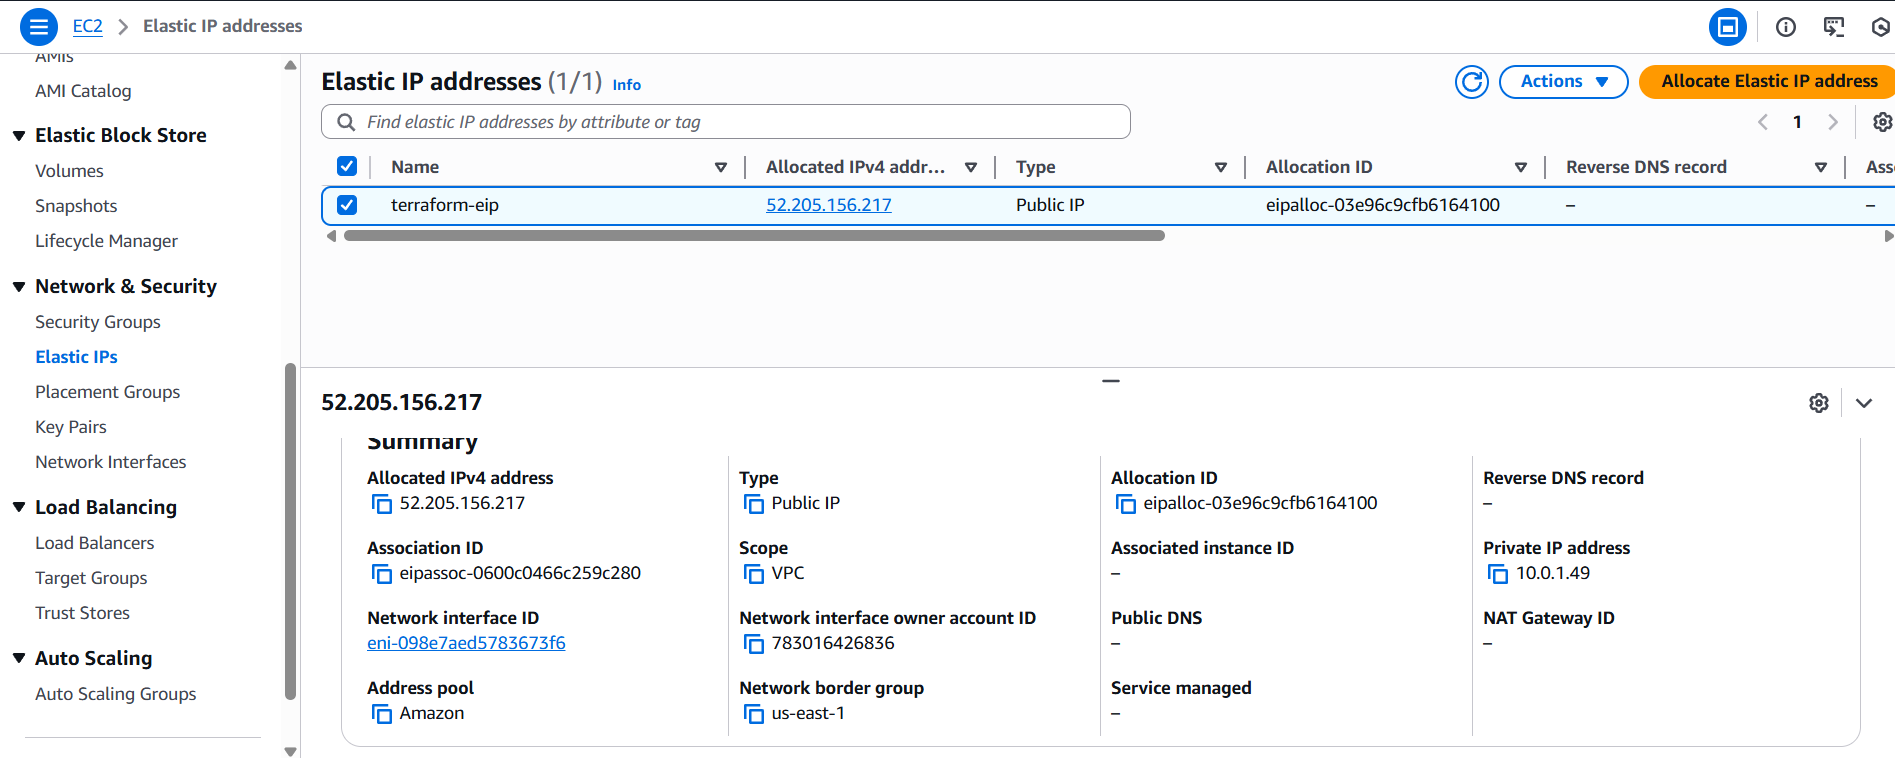 EC2 > Elastic IP addresses
AMIs
AMI Catalog
Elastic Block Store
Volumes
Snapshots
Lifecycle Manager
Network & Security
Security Groups
Elastic IPs
Placement Groups
Key Pairs
Network Interfaces
Load Balancing
Load Balancers
Target Groups
Trust Stores
Auto Scaling
Auto Scaling Groups
Elastic IP addresses (1/1) Info
Actions
Allocate Elastic IP address
Find elastic IP addresses by attribute or tag
1
Name Allocated IPv4 addr... Type Allocation ID Reverse DNS record Ass
terraform-eip 52.205.156.217 Public IP eipalloc-03e96c9cfb6164100 – –
52.205.156.217
Summary
Allocated IPv4 address Type Allocation ID Reverse DNS record
52.205.156.217 Public IP eipalloc-03e96c9cfb6164100 –
Association ID Scope Associated instance ID Private IP address
eipassoc-0600c0466c259c280 VPC – 10.0.1.49
Network interface ID Network interface owner account ID Public DNS NAT Gateway ID
eni-098e7aed5783673f6 783016426836 – –
Address pool Network border group Service managed
Amazon us-east-1 –